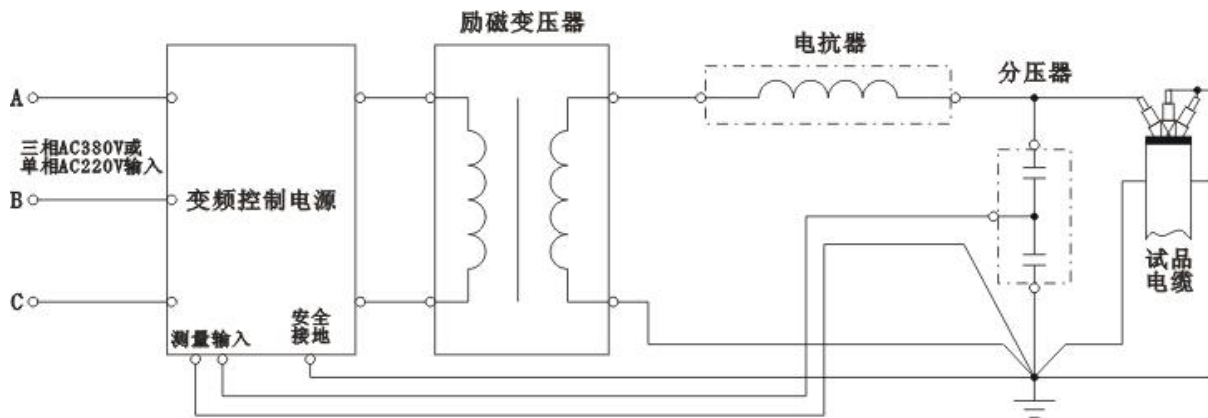 励磁变压器
电抗器
分压器
A
三相AC380V或
单相AC220V输入
B
变频控制电源
C
测量输入
安全
接地
试品
电缆